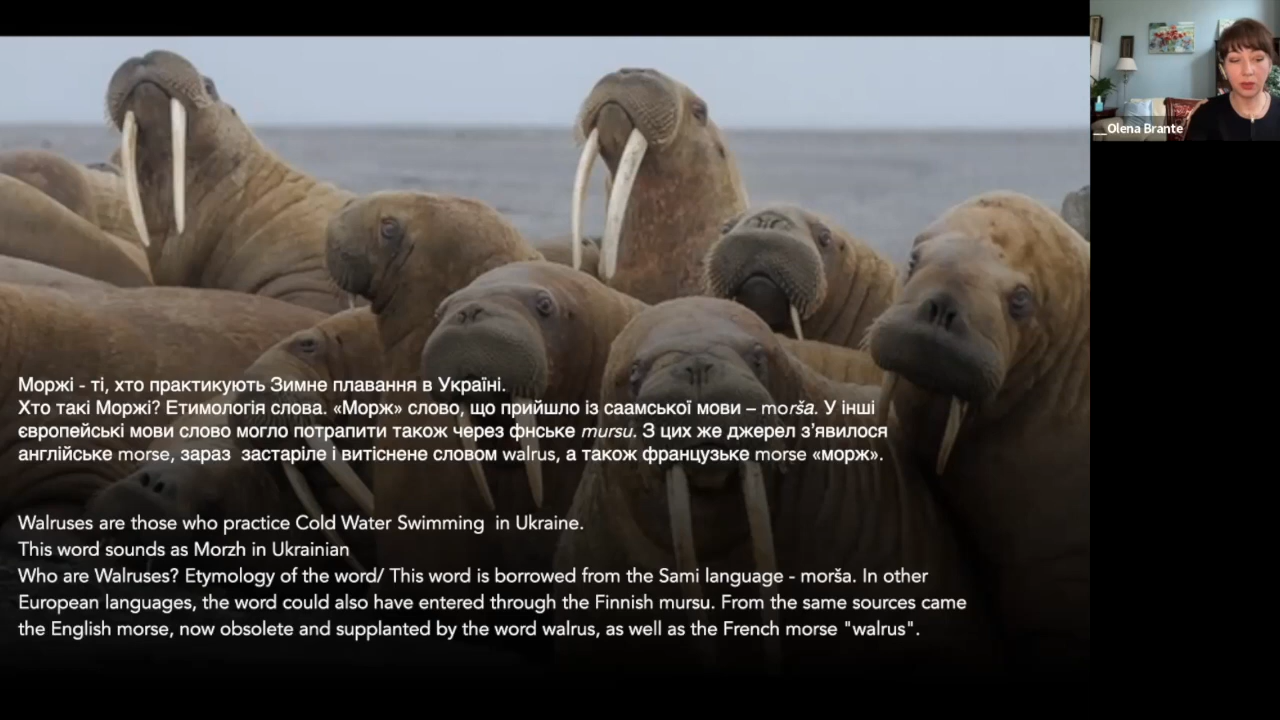 Моржі - ті, хто практикують Зимне плавання в Україні.
Хто такі Моржі? Етимологія слова. «Морж» слово, що прийшло із саамської мови – morša. У інші
європейські мови слово могло потрапити також через фнське mursu. З цих же джерел з’явилося
англійське morse, зараз  застаріле і витіснене словом walrus, а також французьке morse «морж».
Walruses are those who practice Cold Water Swimming  in Ukraine.
This word sounds as Morzh in Ukrainian
Who are Walruses? Etymology of the word/ This word is borrowed from the Sami language - morša. In other
European languages, the word could also have entered through the Finnish mursu. From the same sources came
the English morse, now obsolete and supplanted by the word walrus, as well as the French morse "walrus".
__Olena Brante